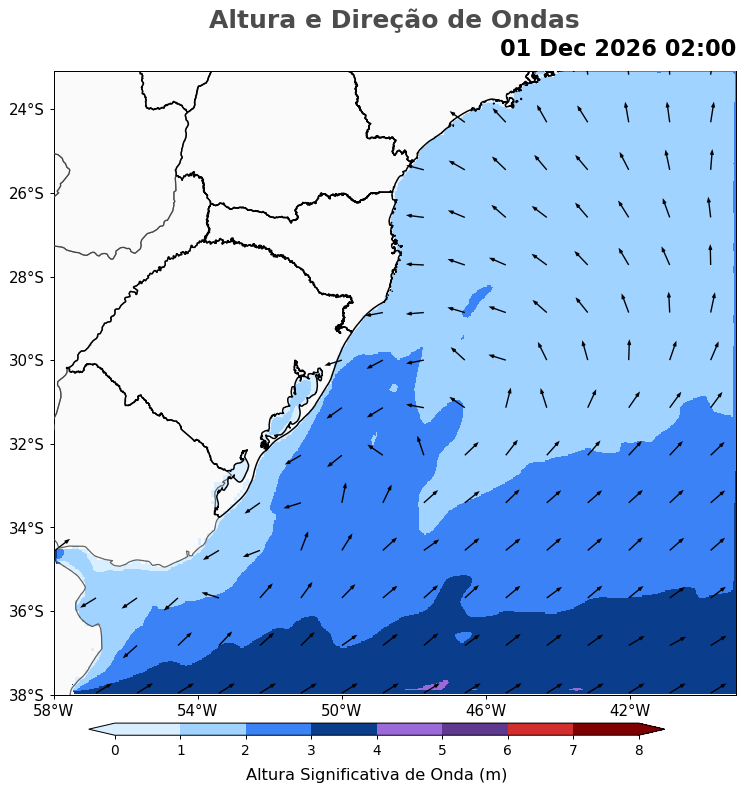 Altura e Direção de Ondas
01 Dec 2026 02:00
24°S
26°S
28°S
30°S
32°S
34°S
36°S
38°S
58°W 54°W 50°W 46°W 42°W
0 1 2 3 4 5 6 7 8
Altura Significativa de Onda (m)